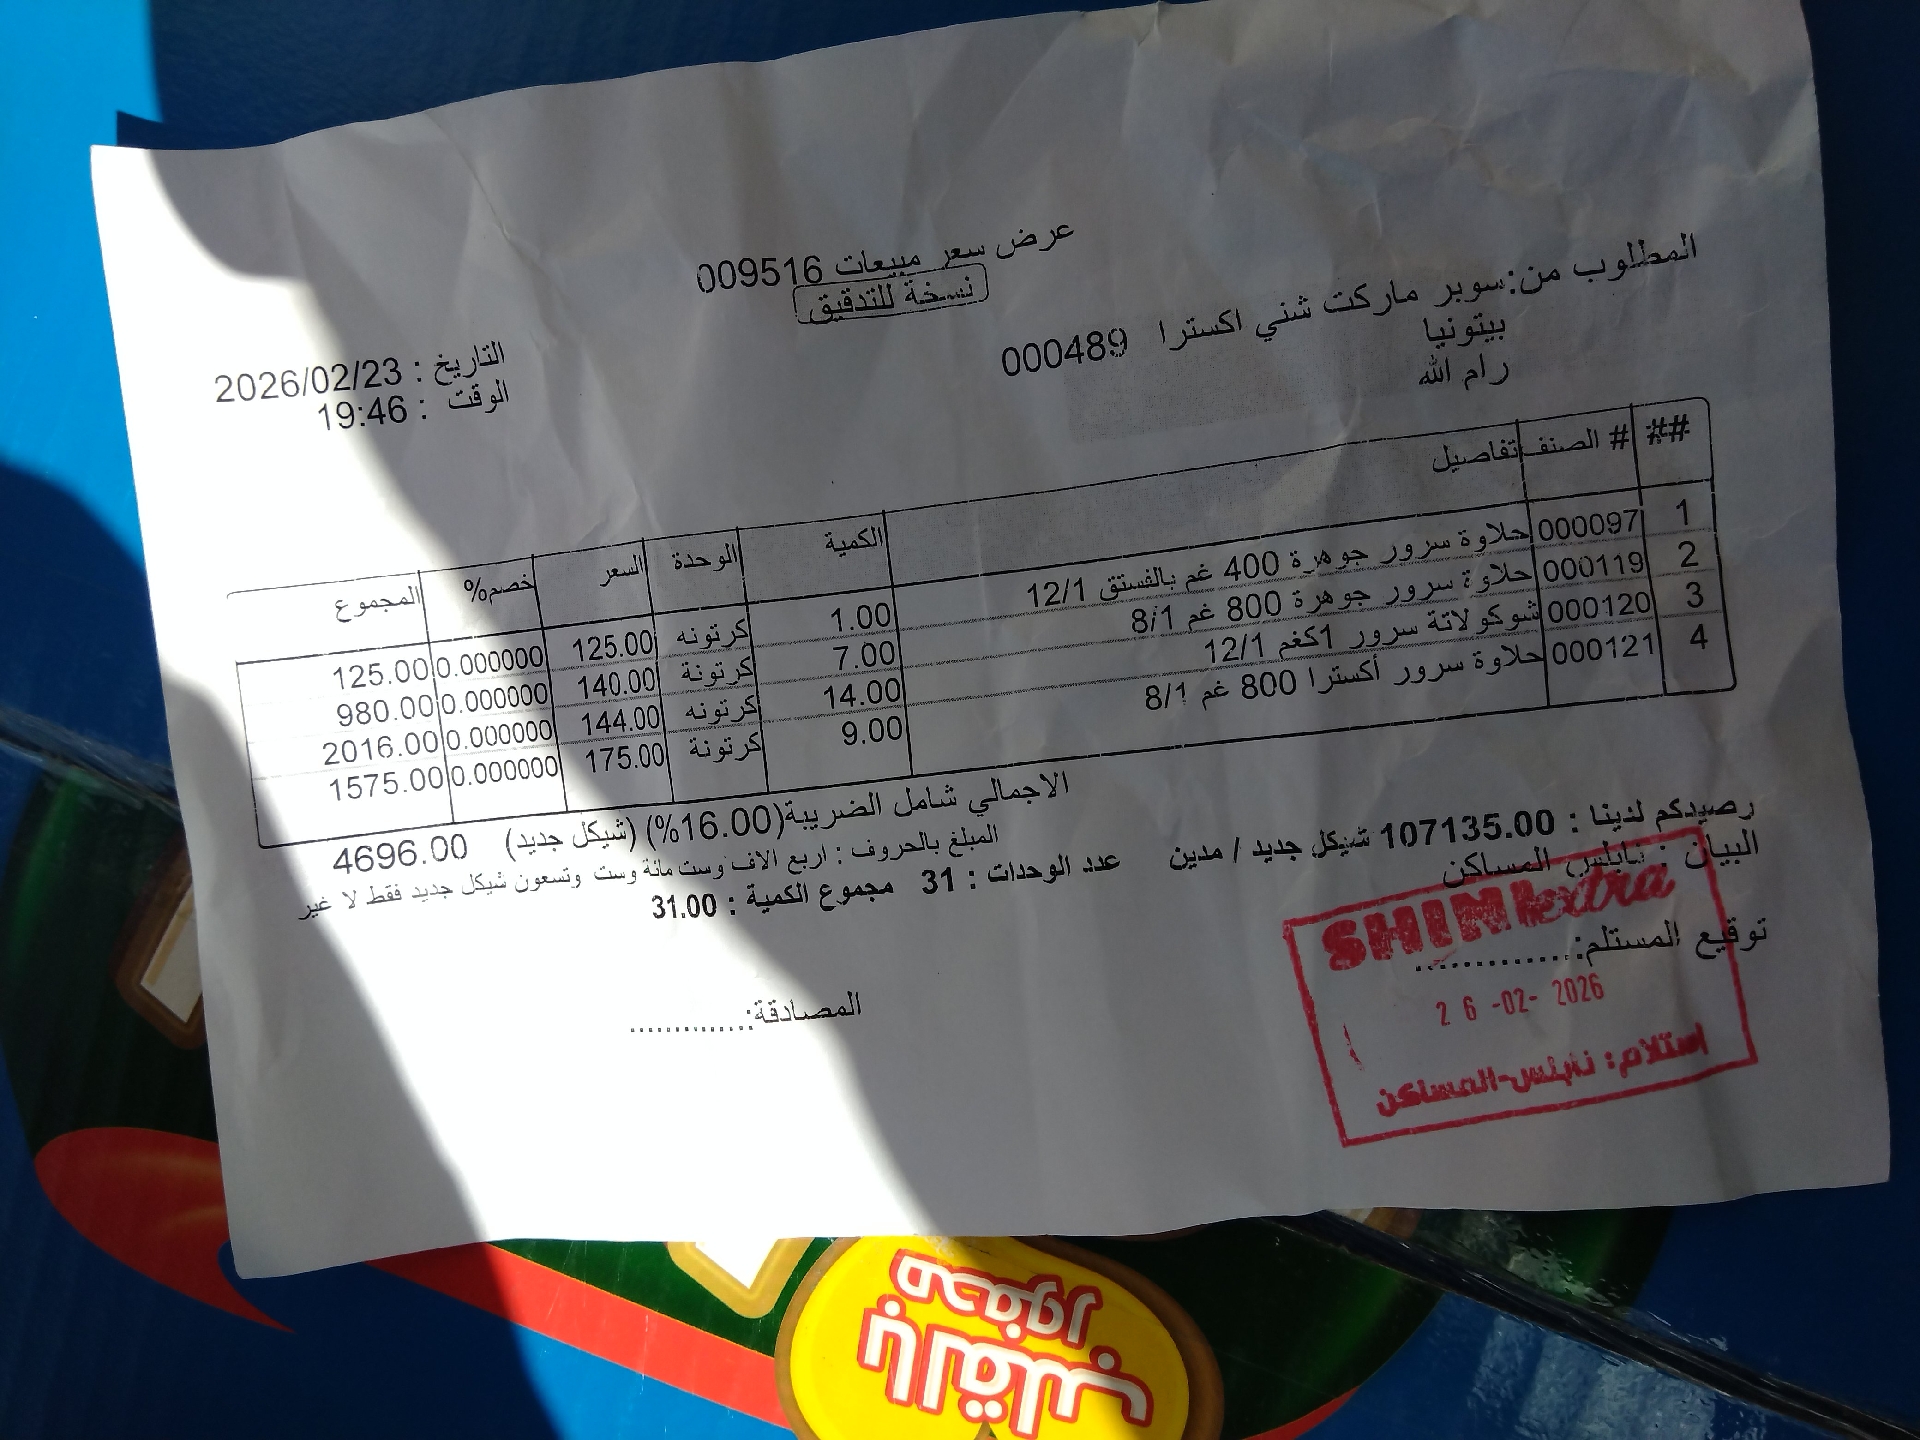 عرض سعر مبيعات 009516
نسخة للتدقيق
المطلوب من:سوبر ماركت شني اكسترا 000489
بيتونيا
رام الله
التاريخ : 2026/02/23
الوقت : 19:46
## # الصنف تفاصيل الكمية الوحدة السعر خصم% المجموع
1 000097 حلاوة سرور جوهرة 400 غم بالفستق 12/1 1.00 كرتونه 125.00 0.000000 125.00
2 000119 حلاوة سرور جوهرة 800 غم 8/1 7.00 كرتونة 140.00 0.000000 980.00
3 000120 شوكولاتة سرور 1كغم 12/1 14.00 كرتونه 144.00 0.000000 2016.00
4 000121 حلاوة سرور أكسترا 800 غم 8/1 9.00 كرتونة 175.00 0.000000 1575.00
الاجمالي شامل الضريبة(16.00%) (شيكل جديد) 4696.00
المبلغ بالحروف : اربع الاف وست مائة وست وتسعون شيكل جديد فقط لا غير
رصيدكم لدينا : 107135.00 شيكل جديد / مدين عدد الوحدات : 31 مجموع الكمية : 31.00
البيان : نابلس المساكن
توقيع المستلم:..............
المصادقة:..............
SHINI extra
26 -02- 2026
إستلام: نابلس-المساكن
محفور
بالقلب